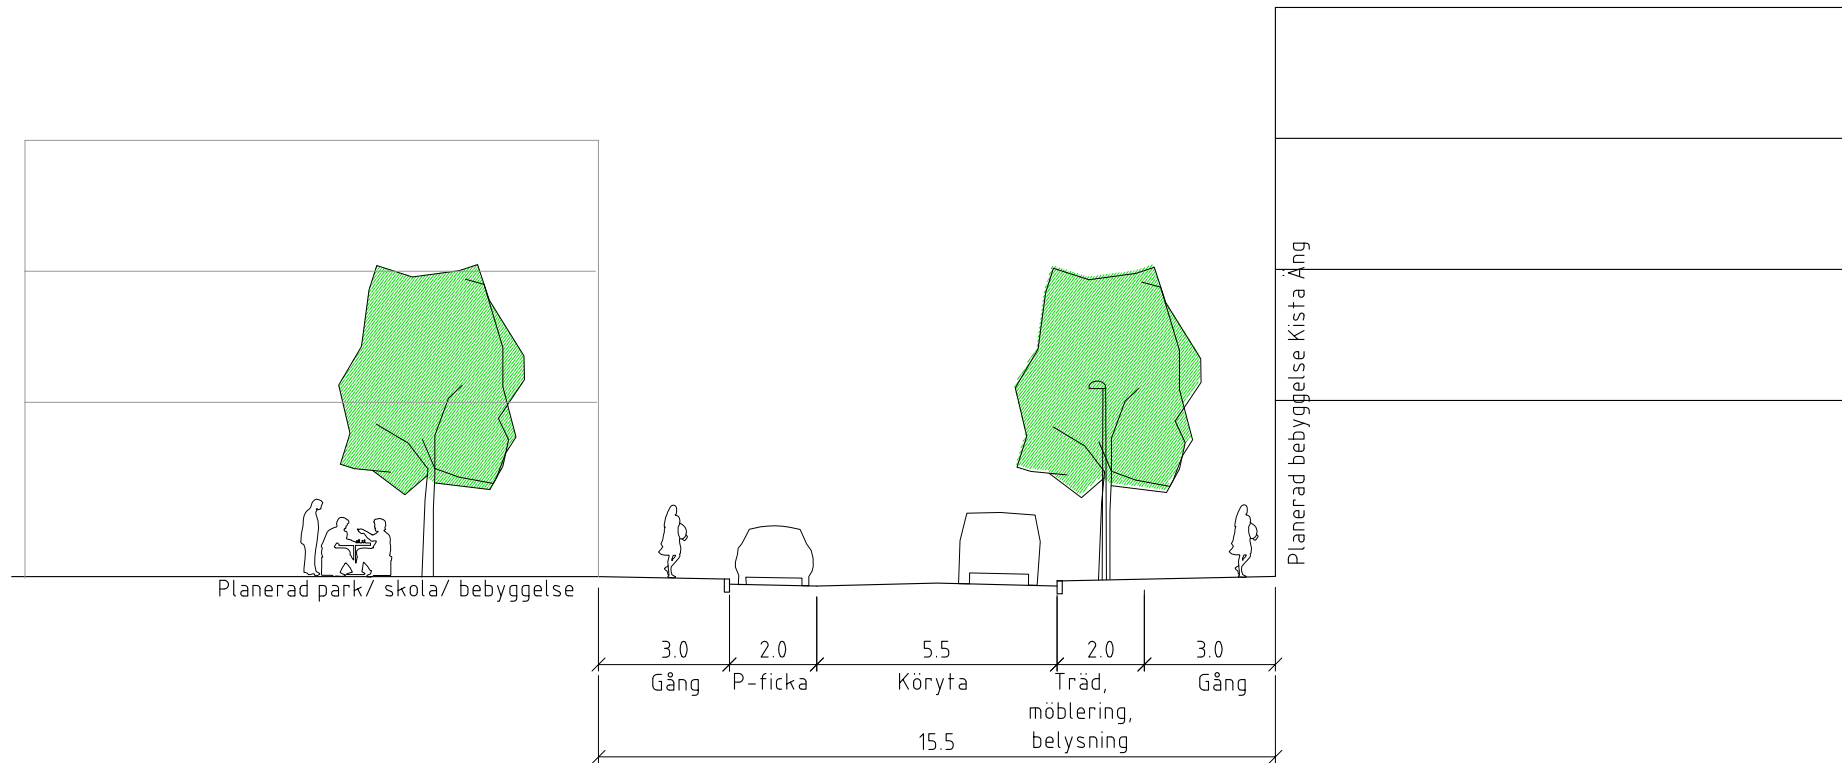 Planerad bebyggelse Kista Äng
Planerad park/ skola/ bebyggelse
3.0 2.0 5.5 2.0 3.0
Gång P-ficka Köryta Träd, Gång
möblering,
belysning
15.5